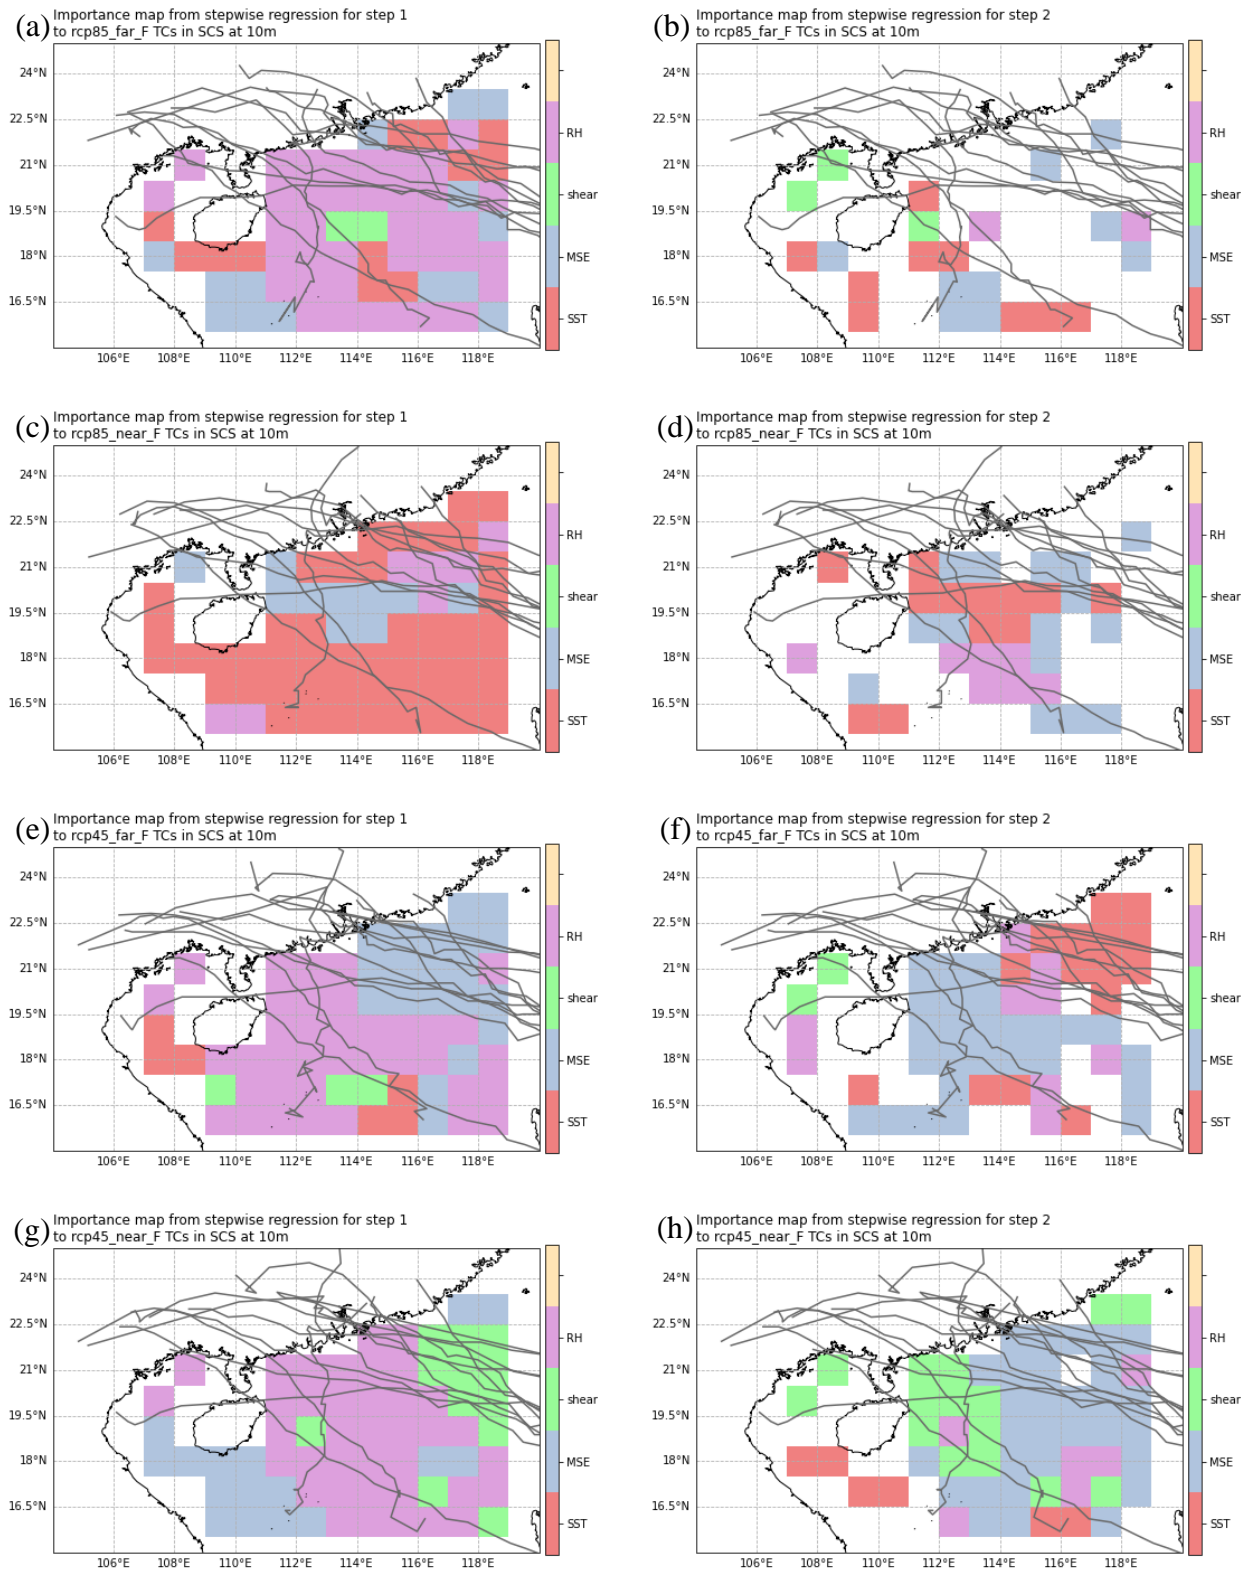 (a) Importance map from stepwise regression for step 1
to rcp85_far_F TCs in SCS at 10m
24°N
22.5°N
21°N
19.5°N
18°N
16.5°N
106°E 108°E 110°E 112°E 114°E 116°E 118°E
RH
shear
MSE
SST
(b) Importance map from stepwise regression for step 2
to rcp85_far_F TCs in SCS at 10m
24°N
22.5°N
21°N
19.5°N
18°N
16.5°N
106°E 108°E 110°E 112°E 114°E 116°E 118°E
RH
shear
MSE
SST
(c) Importance map from stepwise regression for step 1
to rcp85_near_F TCs in SCS at 10m
24°N
22.5°N
21°N
19.5°N
18°N
16.5°N
106°E 108°E 110°E 112°E 114°E 116°E 118°E
RH
shear
MSE
SST
(d) Importance map from stepwise regression for step 2
to rcp85_near_F TCs in SCS at 10m
24°N
22.5°N
21°N
19.5°N
18°N
16.5°N
106°E 108°E 110°E 112°E 114°E 116°E 118°E
RH
shear
MSE
SST
(e) Importance map from stepwise regression for step 1
to rcp45_far_F TCs in SCS at 10m
24°N
22.5°N
21°N
19.5°N
18°N
16.5°N
106°E 108°E 110°E 112°E 114°E 116°E 118°E
RH
shear
MSE
SST
(f) Importance map from stepwise regression for step 2
to rcp45_far_F TCs in SCS at 10m
24°N
22.5°N
21°N
19.5°N
18°N
16.5°N
106°E 108°E 110°E 112°E 114°E 116°E 118°E
RH
shear
MSE
SST
(g) Importance map from stepwise regression for step 1
to rcp45_near_F TCs in SCS at 10m
24°N
22.5°N
21°N
19.5°N
18°N
16.5°N
106°E 108°E 110°E 112°E 114°E 116°E 118°E
RH
shear
MSE
SST
(h) Importance map from stepwise regression for step 2
to rcp45_near_F TCs in SCS at 10m
24°N
22.5°N
21°N
19.5°N
18°N
16.5°N
106°E 108°E 110°E 112°E 114°E 116°E 118°E
RH
shear
MSE
SST